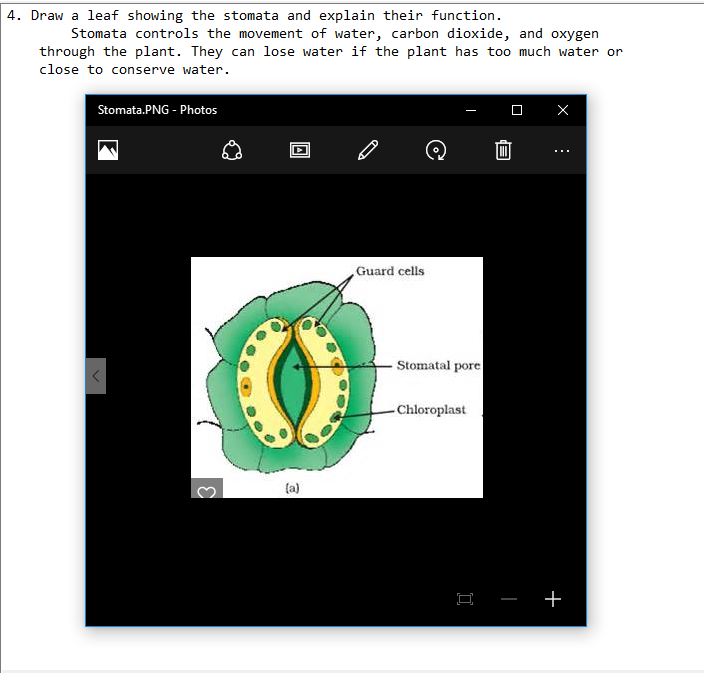 4. Draw a leaf showing the stomata and explain their function.
Stomata controls the movement of water, carbon dioxide, and oxygen
through the plant. They can lose water if the plant has too much water or
close to conserve water.
Stomata.PNG - Photos
Guard cells
Stomatal pore
Chloroplast
(a)